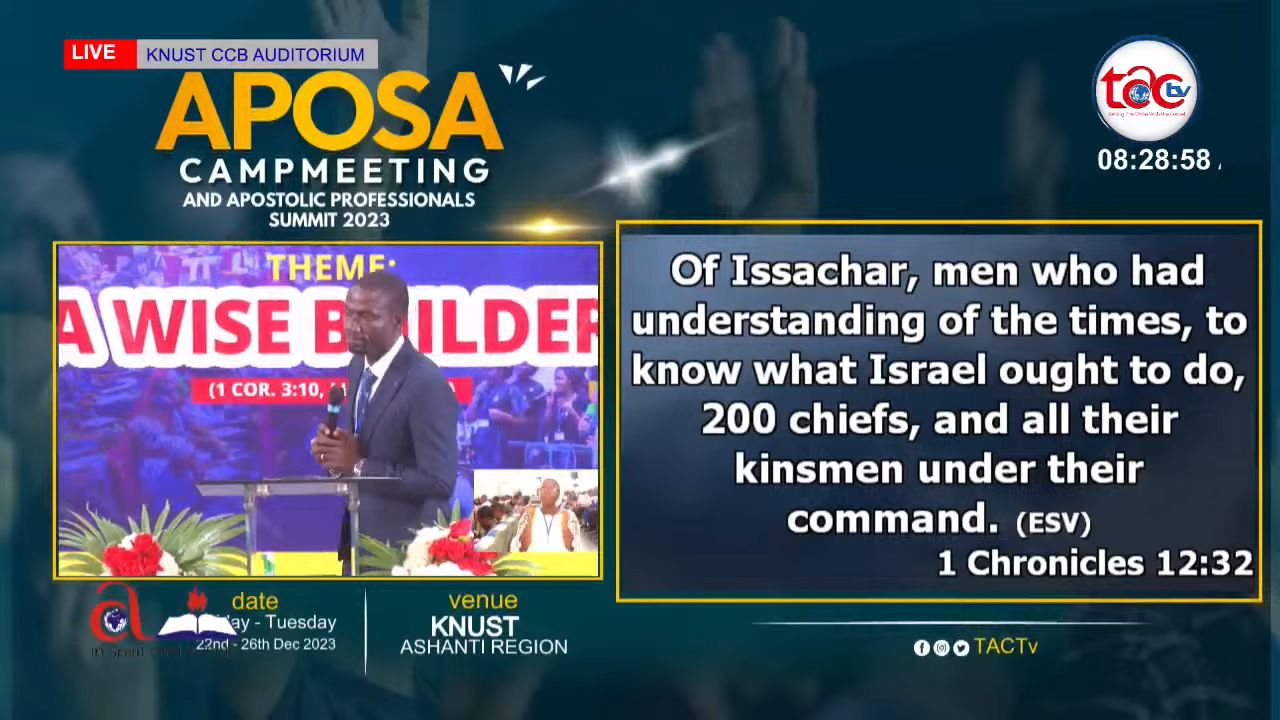 LIVE
KNUST CCB AUDITORIUM
APOSA
CAMPMEETING
AND APOSTOLIC PROFESSIONALS
SUMMIT 2023
tac tv
08:28:58
THEME:
A WISE BUILDER
(1 COR. 3:10,
Of Issachar, men who had
understanding of the times, to
know what Israel ought to do,
200 chiefs, and all their
kinsmen under their
command. (ESV)
1 Chronicles 12:32
date
- Tuesday
22nd - 26th Dec 2023
venue
KNUST
ASHANTI REGION
TACTv